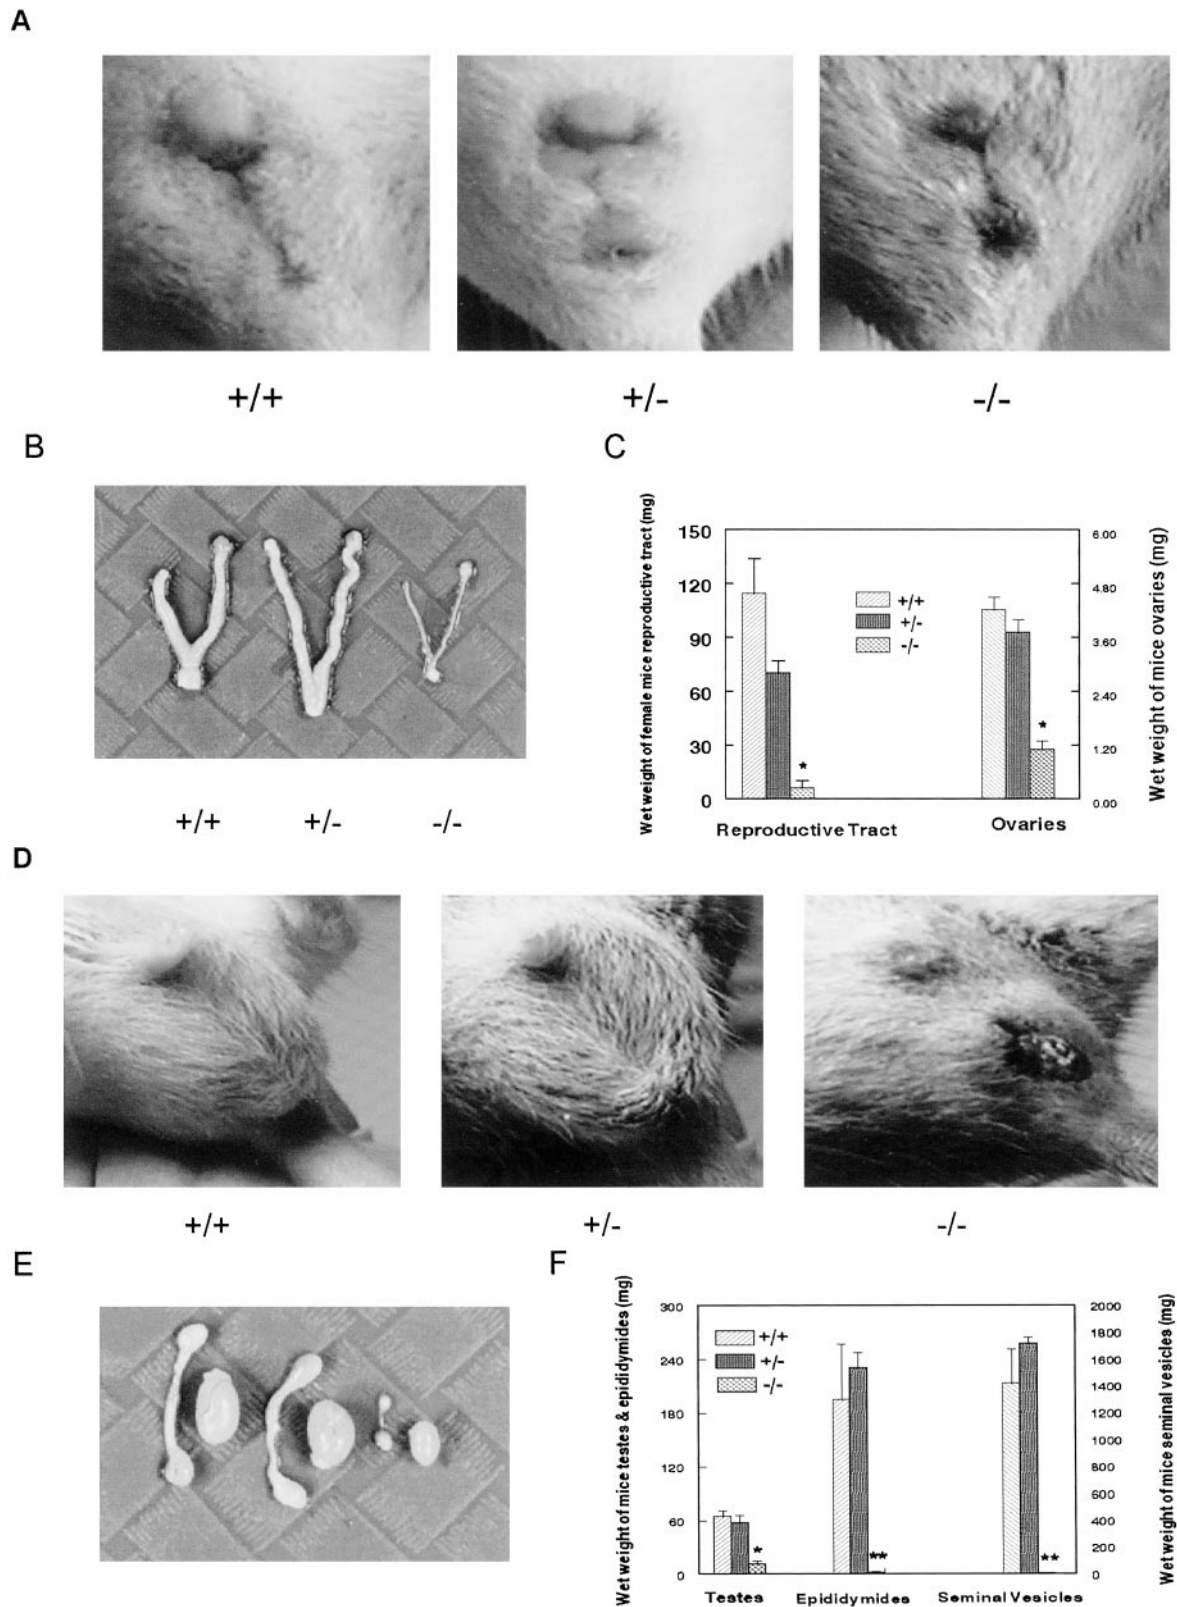 A
+/+ +/- -/-
B
C
Wet weight of female mice reproductive tract (mg)
150
120
90
60
30
0
+/+
+/-
-/-
*
*
6.00
4.80
3.60
2.40
1.20
0.00
Wet weight of mice ovaries (mg)
Reproductive Tract Ovaries
+/+ +/- -/-
D
+/+ +/- -/-
E
F
Wet weight of mice testes & epididymides (mg)
300
240
180
120
60
0
+/+
+/-
-/-
*
**
**
2000
1800
1600
1400
1200
1000
800
600
400
200
0
Wet weight of mice seminal vesicles (mg)
Testes Epididymides Seminal Vesicles